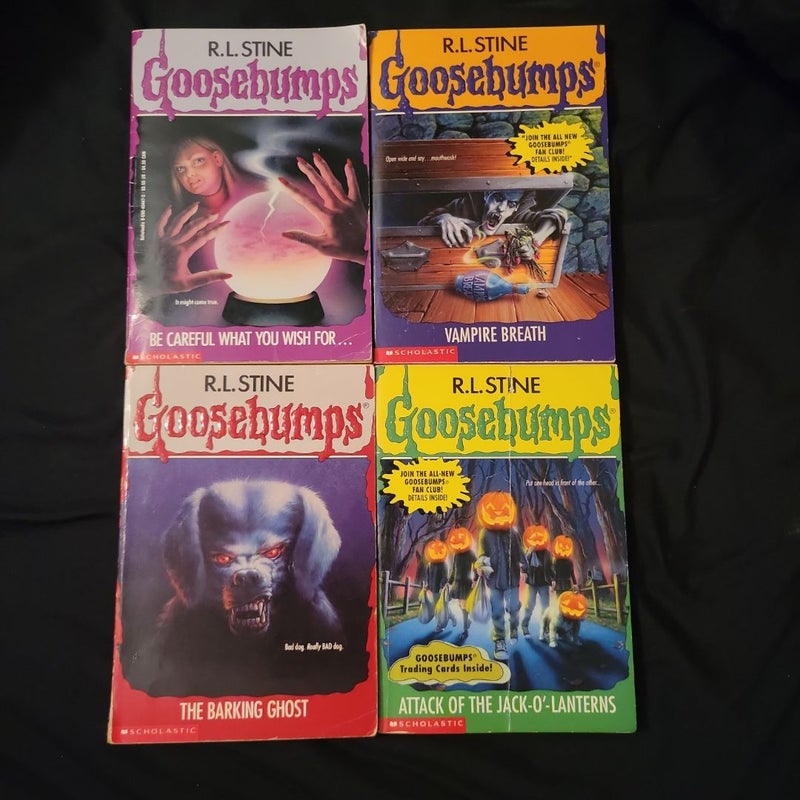 R.L. STINE
Goosebumps
It might come true.
BE CAREFUL WHAT YOU WISH FOR...
SCHOLASTIC
R.L. STINE
Goosebumps®
"JOIN THE ALL NEW
GOOSEBUMPS®
FAN CLUB!
DETAILS INSIDE!"
Open wide and say...mouthwash!
VAMPIRE BREATH
SCHOLASTIC
R.L. STINE
Goosebumps®
Bad dog. Really BAD dog.
THE BARKING GHOST
SCHOLASTIC
R.L. STINE
Goosebumps®
JOIN THE ALL-NEW
GOOSEBUMPS®
FAN CLUB!
DETAILS INSIDE!
Put one head in front of the other...
GOOSEBUMPS®
Trading Cards Inside!
ATTACK OF THE JACK-O'-LANTERNS
SCHOLASTIC